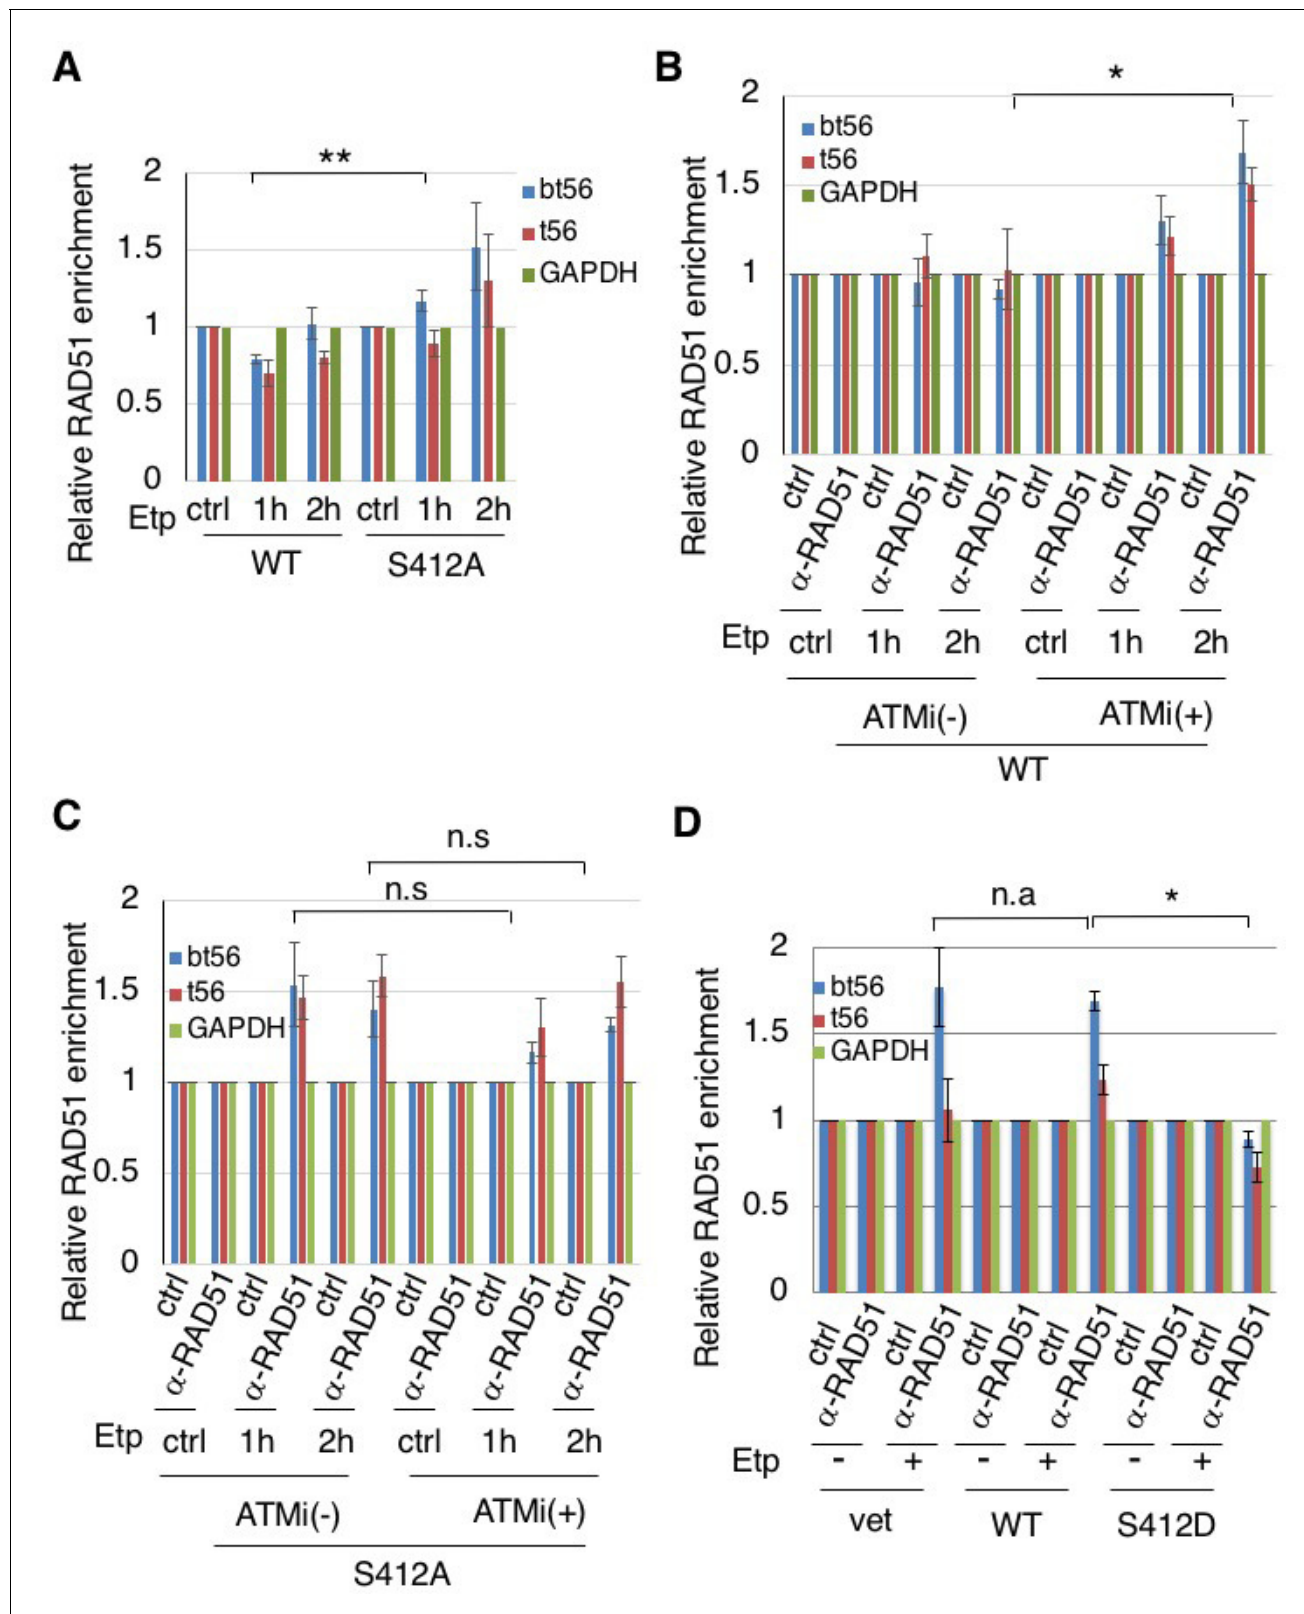 A
**
2
1.5
1
0.5
0
Relative RAD51 enrichment
bt56
t56
GAPDH
Etp ctrl 1h 2h ctrl 1h 2h
WT S412A
B
*
2
1.5
1
0.5
0
Relative RAD51 enrichment
bt56
t56
GAPDH
ctrl α-RAD51 ctrl α-RAD51 ctrl α-RAD51 ctrl α-RAD51 ctrl α-RAD51 ctrl α-RAD51
Etp ctrl 1h 2h ctrl 1h 2h
ATMi(-) ATMi(+)
WT
C
n.s
n.s
2
1.5
1
0.5
0
Relative RAD51 enrichment
bt56
t56
GAPDH
ctrl α-RAD51 ctrl α-RAD51 ctrl α-RAD51 ctrl α-RAD51 ctrl α-RAD51 ctrl α-RAD51
Etp ctrl 1h 2h ctrl 1h 2h
ATMi(-) ATMi(+)
S412A
D
n.a *
2
1.5
1
0.5
0
Relative RAD51 enrichment
bt56
t56
GAPDH
ctrl α-RAD51 ctrl α-RAD51 ctrl α-RAD51 ctrl α-RAD51 ctrl α-RAD51 ctrl α-RAD51
Etp - + - + - +
vet WT S412D